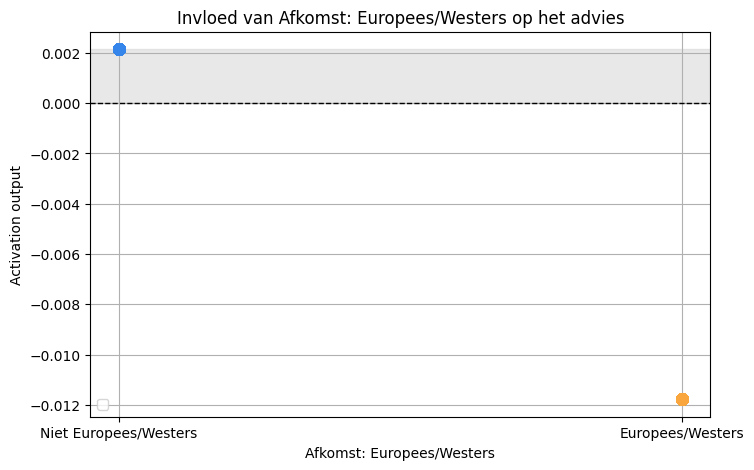 Invloed van Afkomst: Europees/Westers op het advies
Activation output
0.002
0.000
−0.002
−0.004
−0.006
−0.008
−0.010
−0.012
Niet Europees/Westers
Europees/Westers
Afkomst: Europees/Westers